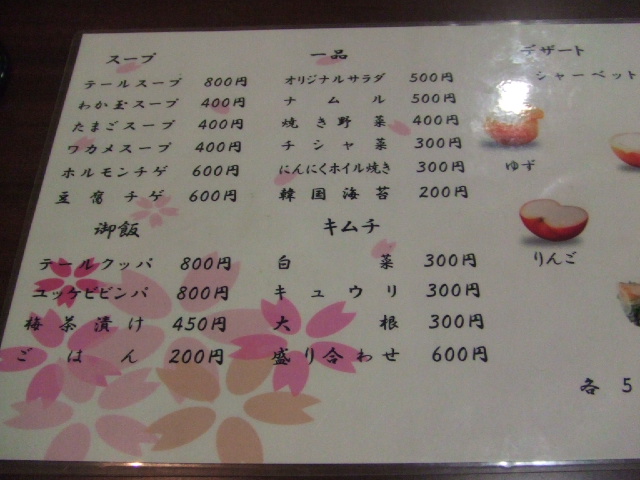 スープ
テールスープ 800円
わか玉スープ 400円
たまごスープ 400円
ワカメスープ 400円
ホルモンチゲ 600円
豆腐チゲ 600円
御飯
テールクッパ 800円
ユッケビビンバ 800円
梅茶漬け 450円
ごはん 200円
一品
オリジナルサラダ 500円
ナムル 500円
焼き野菜 400円
チシャ菜 300円
にんにくホイル焼き 300円
韓国海苔 200円
キムチ
白菜 300円
キュウリ 300円
大根 300円
盛り合わせ 600円
デザート
シャーベット
ゆず
りんご
各 5